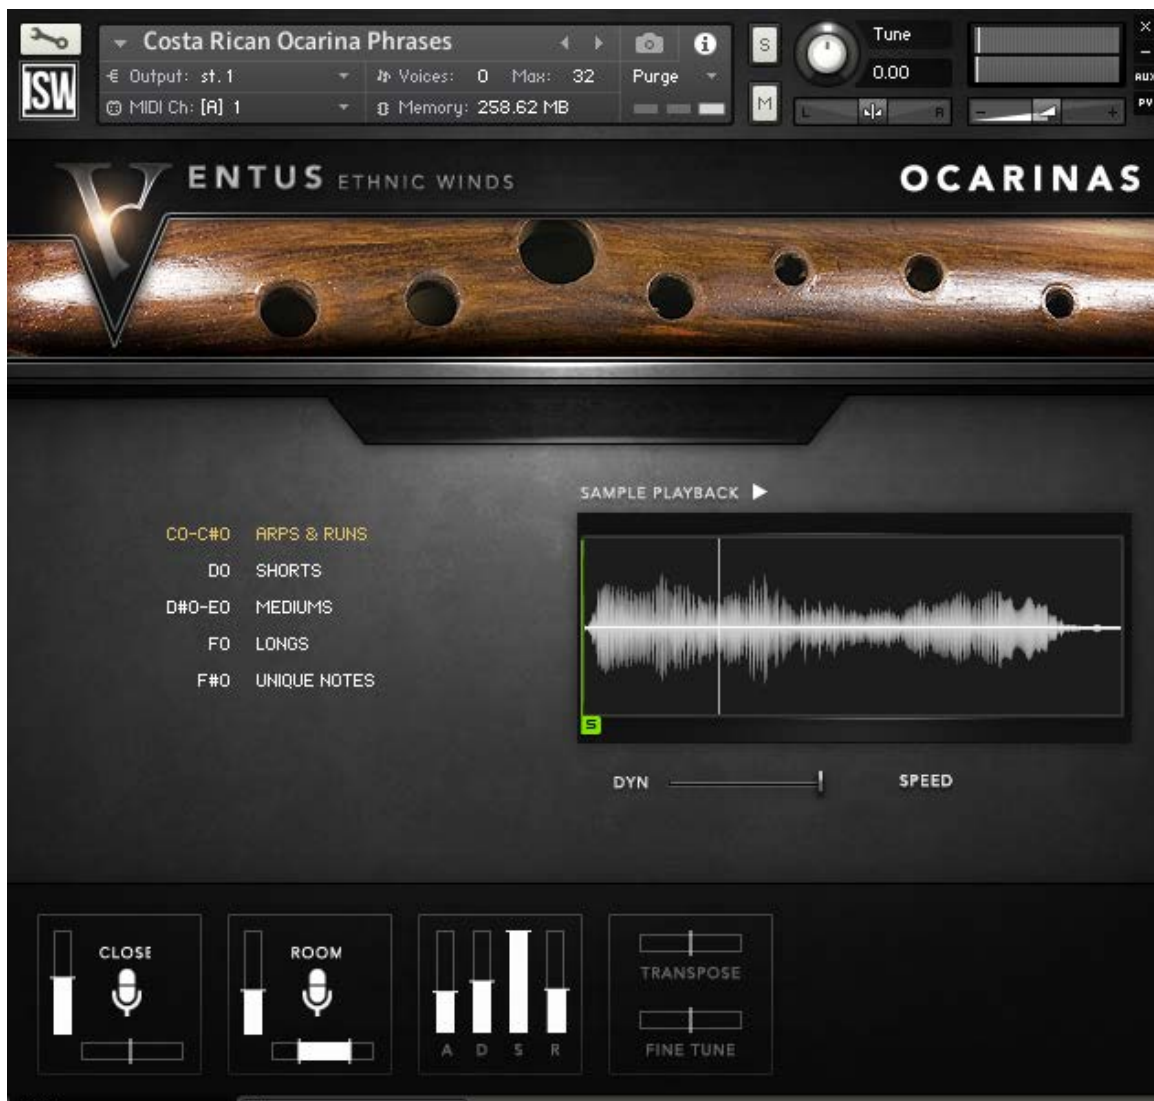 Costa Rican Ocarina Phrases
Output: st.1
Voices: 0 Max: 32
Purge
MIDI Ch: [A] 1
Memory: 258.62 MB
S
M
Tune
0.00
L R
- +
X
-
AUX
PV
ISW
VENTUS ETHNIC WINDS
OCARINAS
SAMPLE PLAYBACK
C0-C#0 ARPS & RUNS
D0 SHORTS
D#0-E0 MEDIUMS
F0 LONGS
F#0 UNIQUE NOTES
S
DYN
SPEED
CLOSE
ROOM
A D S R
TRANSPOSE
FINE TUNE